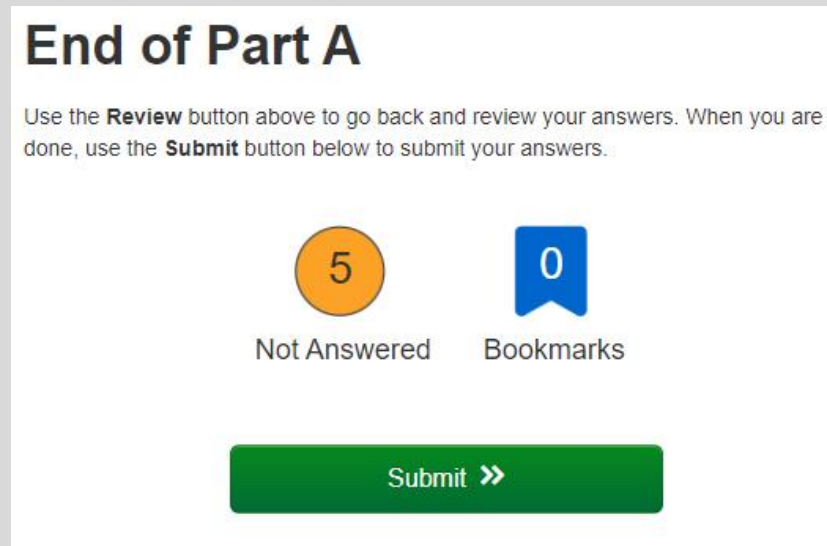 End of Part A
Use the Review button above to go back and review your answers. When you are
done, use the Submit button below to submit your answers.
5
0
Not Answered
Bookmarks
Submit »